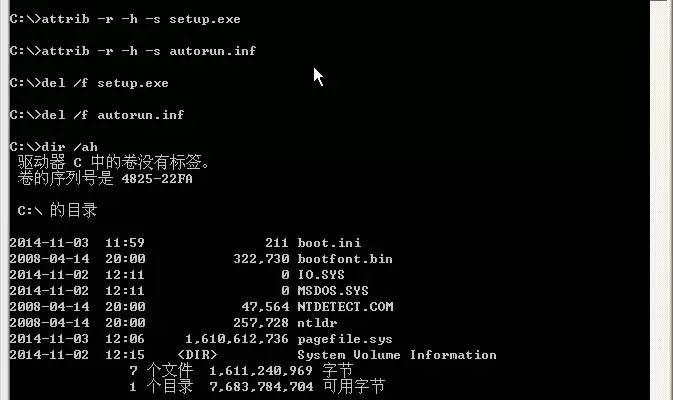 C:\>attrib -r -h -s setup.exe
C:\>attrib -r -h -s autorun.inf
C:\>del /f setup.exe
C:\>del /f autorun.inf
C:\>dir /ah
驱动器 C 中的卷没有标签。
卷的序列号是 4825-22FA
C:\ 的目录
2014-11-03 11:59 211 boot.ini
2008-04-14 20:00 322,730 bootfont.bin
2014-11-02 12:11 0 IO.SYS
2014-11-02 12:11 0 MSDOS.SYS
2008-04-14 20:00 47,564 NTDETECT.COM
2008-04-14 20:00 257,728 ntldr
2014-11-03 12:06 1,610,612,736 pagefile.sys
2014-11-02 12:15 <DIR> System Volume Information
7 个文件 1,611,240,969 字节
1 个目录 7,683,784,704 可用字节